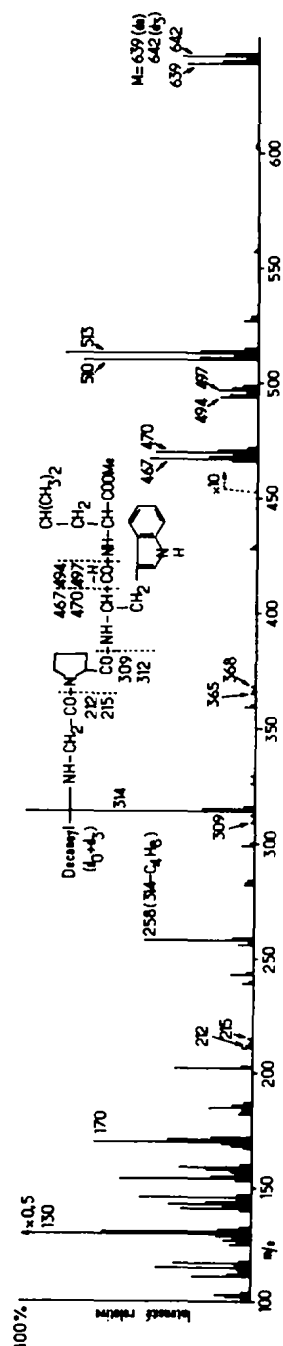 M=639(d0)
642(d3)
639 642
510 513
494 497
467 470
×10
CH(CH3)2
CH2
467 494
470 497
-H
Decanoyl-NH-CH2-CO-N
CO-NH-CH-CO-NH-CH-COOMe
(d0+d3)
212
215
309
312
CH2
N
H
314
309
365 368
258(314-C4H8)
212 215
170
×0,5
130
100%
Intensité relative
m/e
100 150 200 250 300 350 400 450 500 550 600